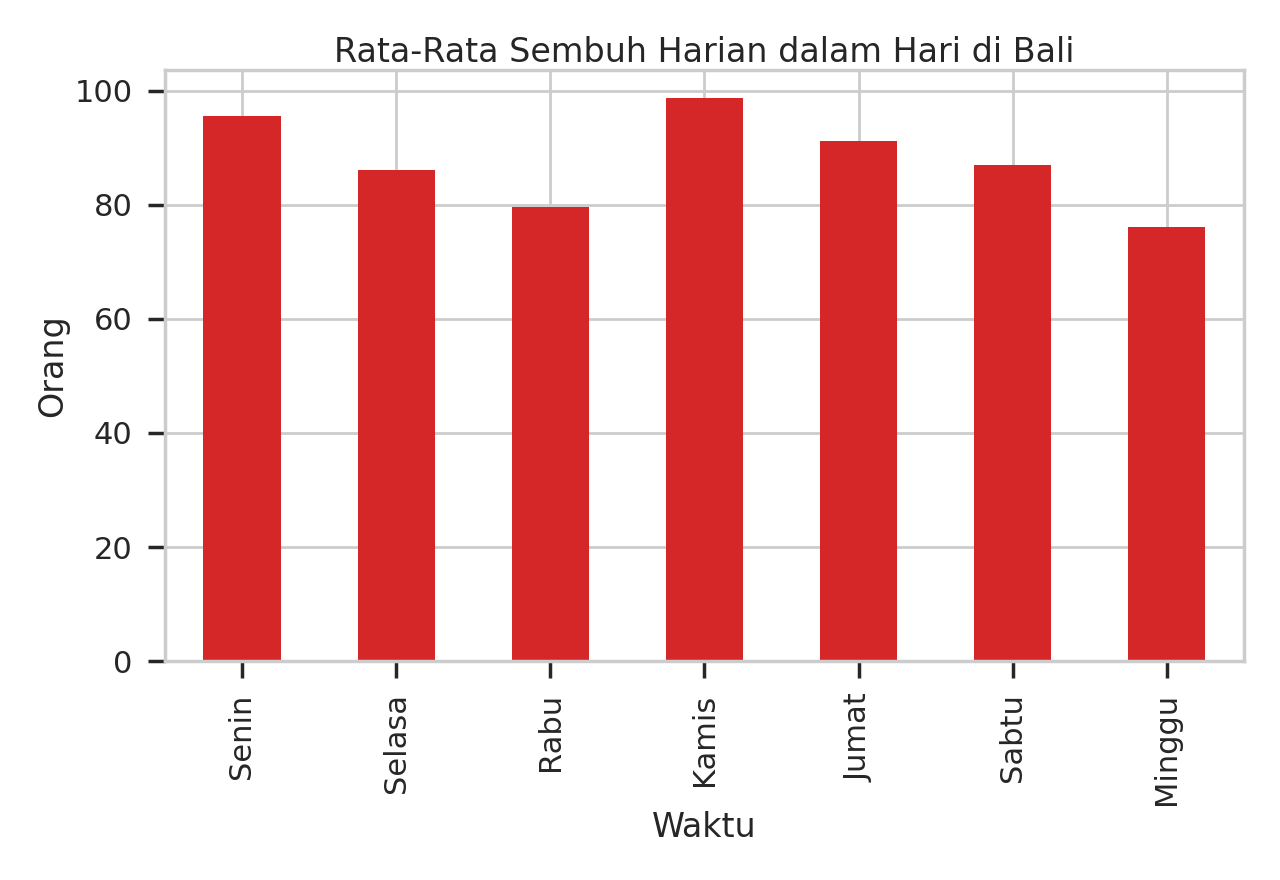 Rata-Rata Sembuh Harian dalam Hari di Bali
100
80
60
40
20
0
Orang
Senin
Selasa
Rabu
Kamis
Jumat
Sabtu
Minggu
Waktu